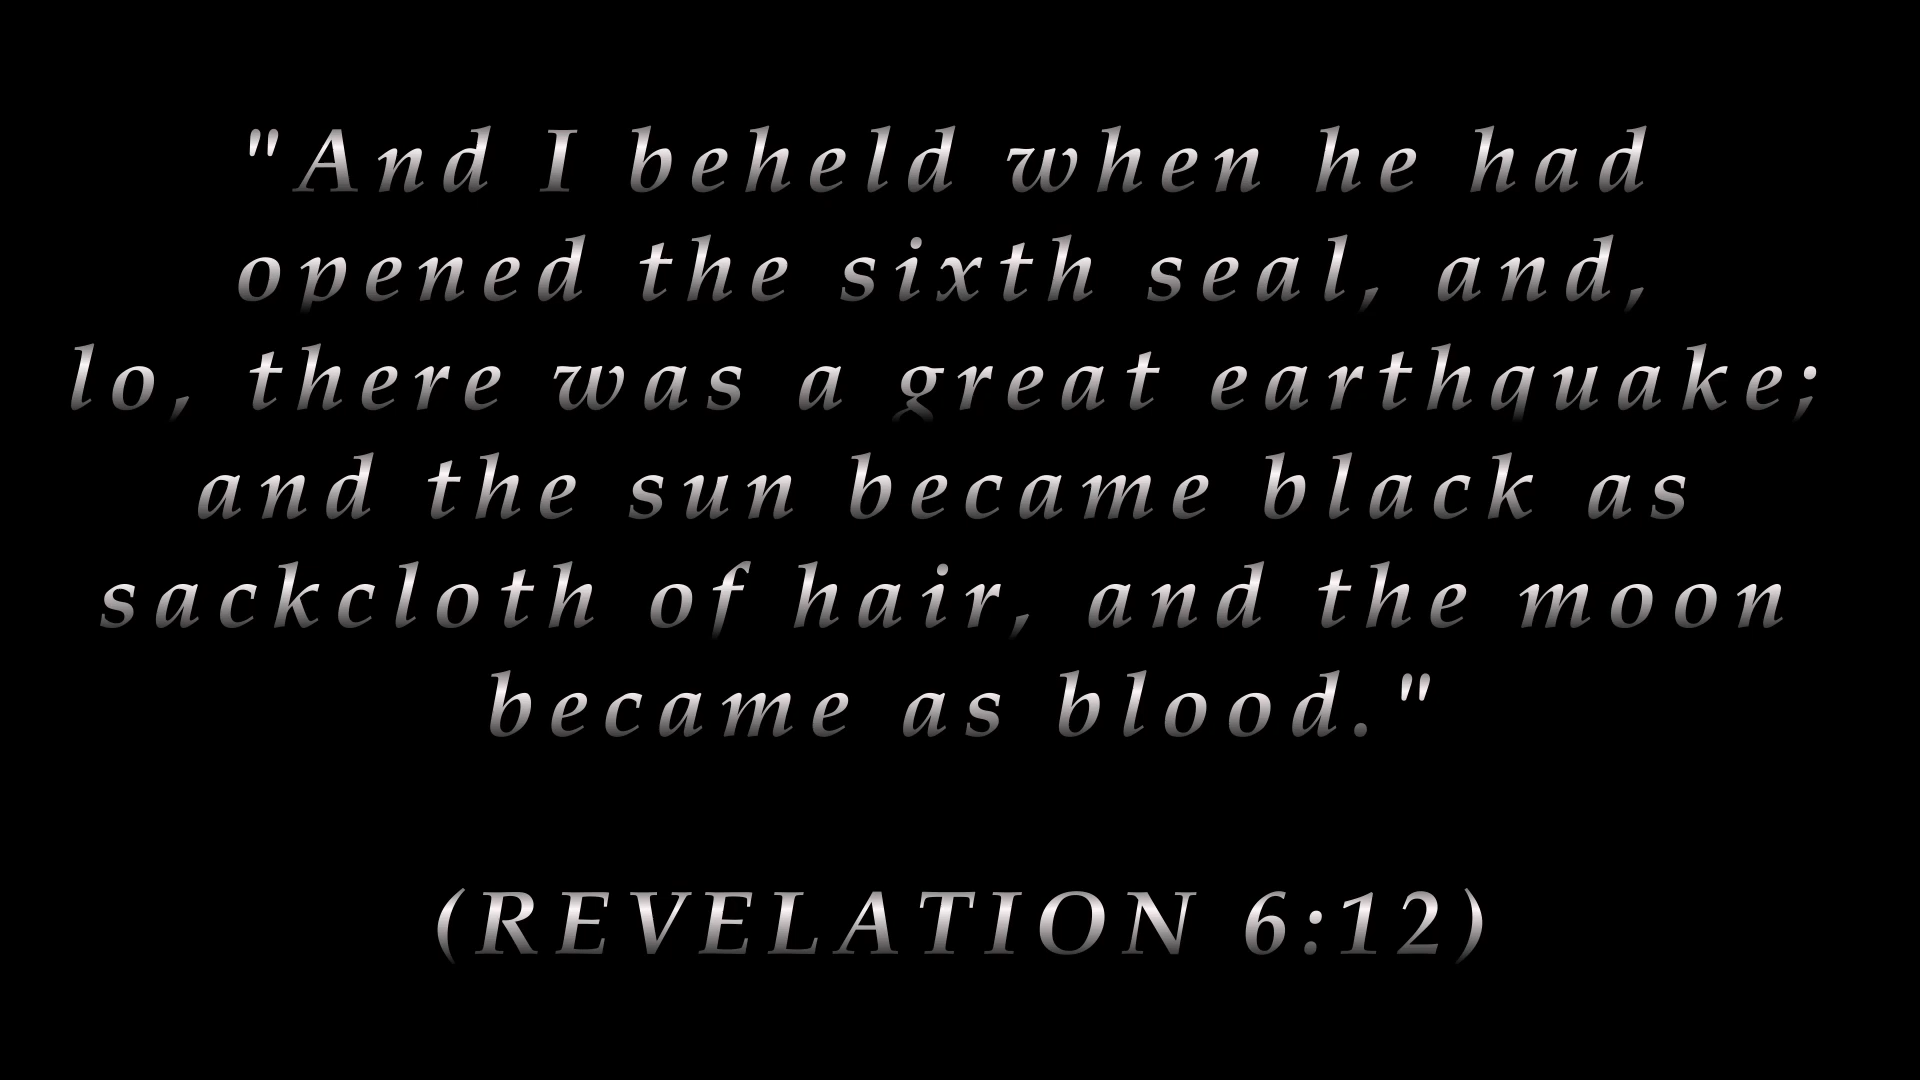 "And I beheld when he had
opened the sixth seal, and,
lo, there was a great earthquake;
and the sun became black as
sackcloth of hair, and the moon
became as blood."
(REVELATION 6:12)